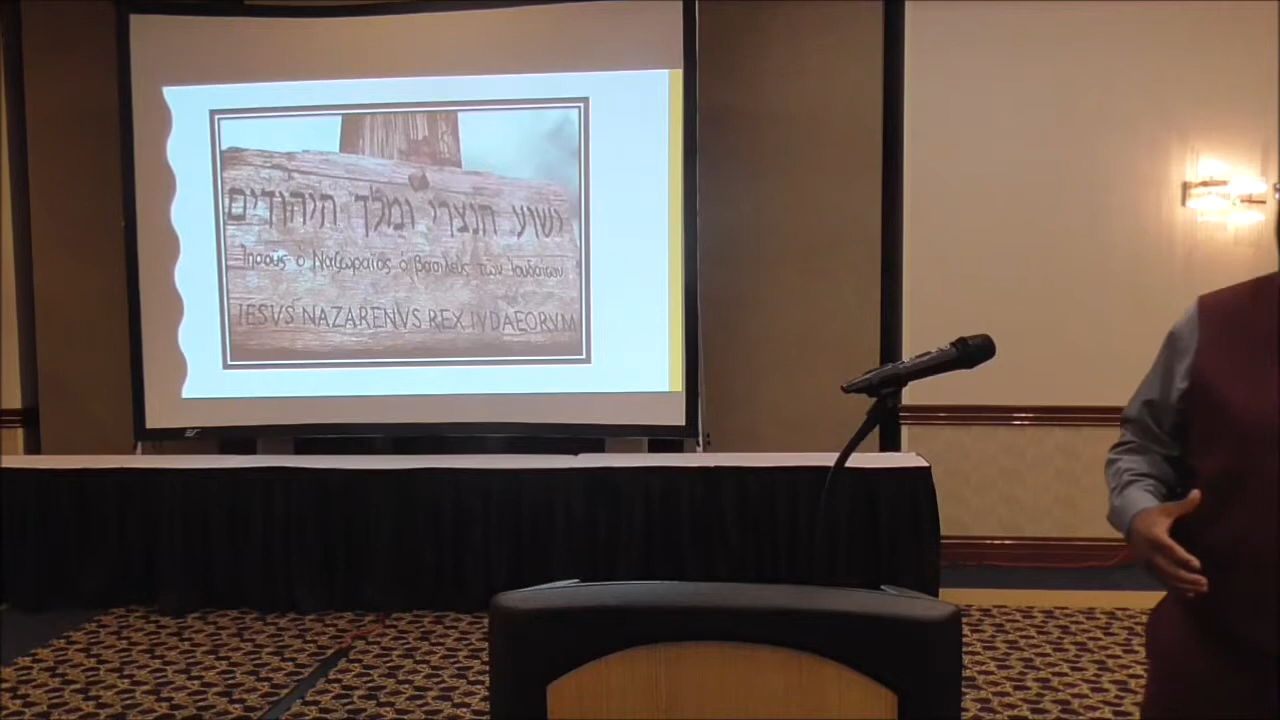 ישוע הנצרי ומלך היהודים
Ἰησοῦς ὁ Ναζωραῖος ὁ βασιλεὺς τῶν Ἰουδαίων
IESVS NAZARENVS REX IVDAEORVM